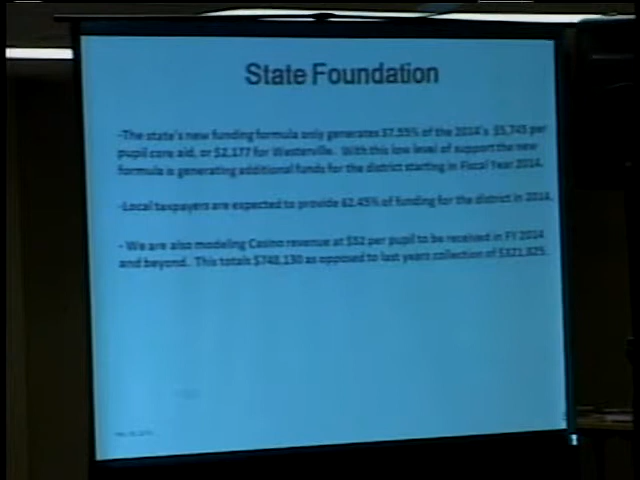 State Foundation
-The state's new funding formula only generates 37.55% of the 2014's $5,745 per
pupil core aid, or $2,177 for Westerville. With this low level of support the new
formula is generating additional funds for the district starting in Fiscal Year 2014.
-Local taxpayers are expected to provide 62.45% of funding for the district in 2014.
- We are also modeling Casino revenue at $52 per pupil to be received in FY 2014
and beyond. This totals $748,130 as opposed to last years collection of